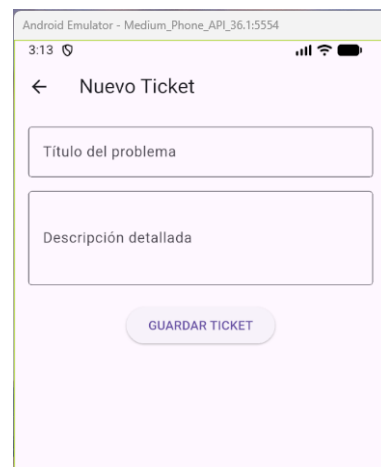 Android Emulator - Medium_Phone_API_36.1:5554
3:13
Nuevo Ticket
Título del problema
Descripción detallada
GUARDAR TICKET